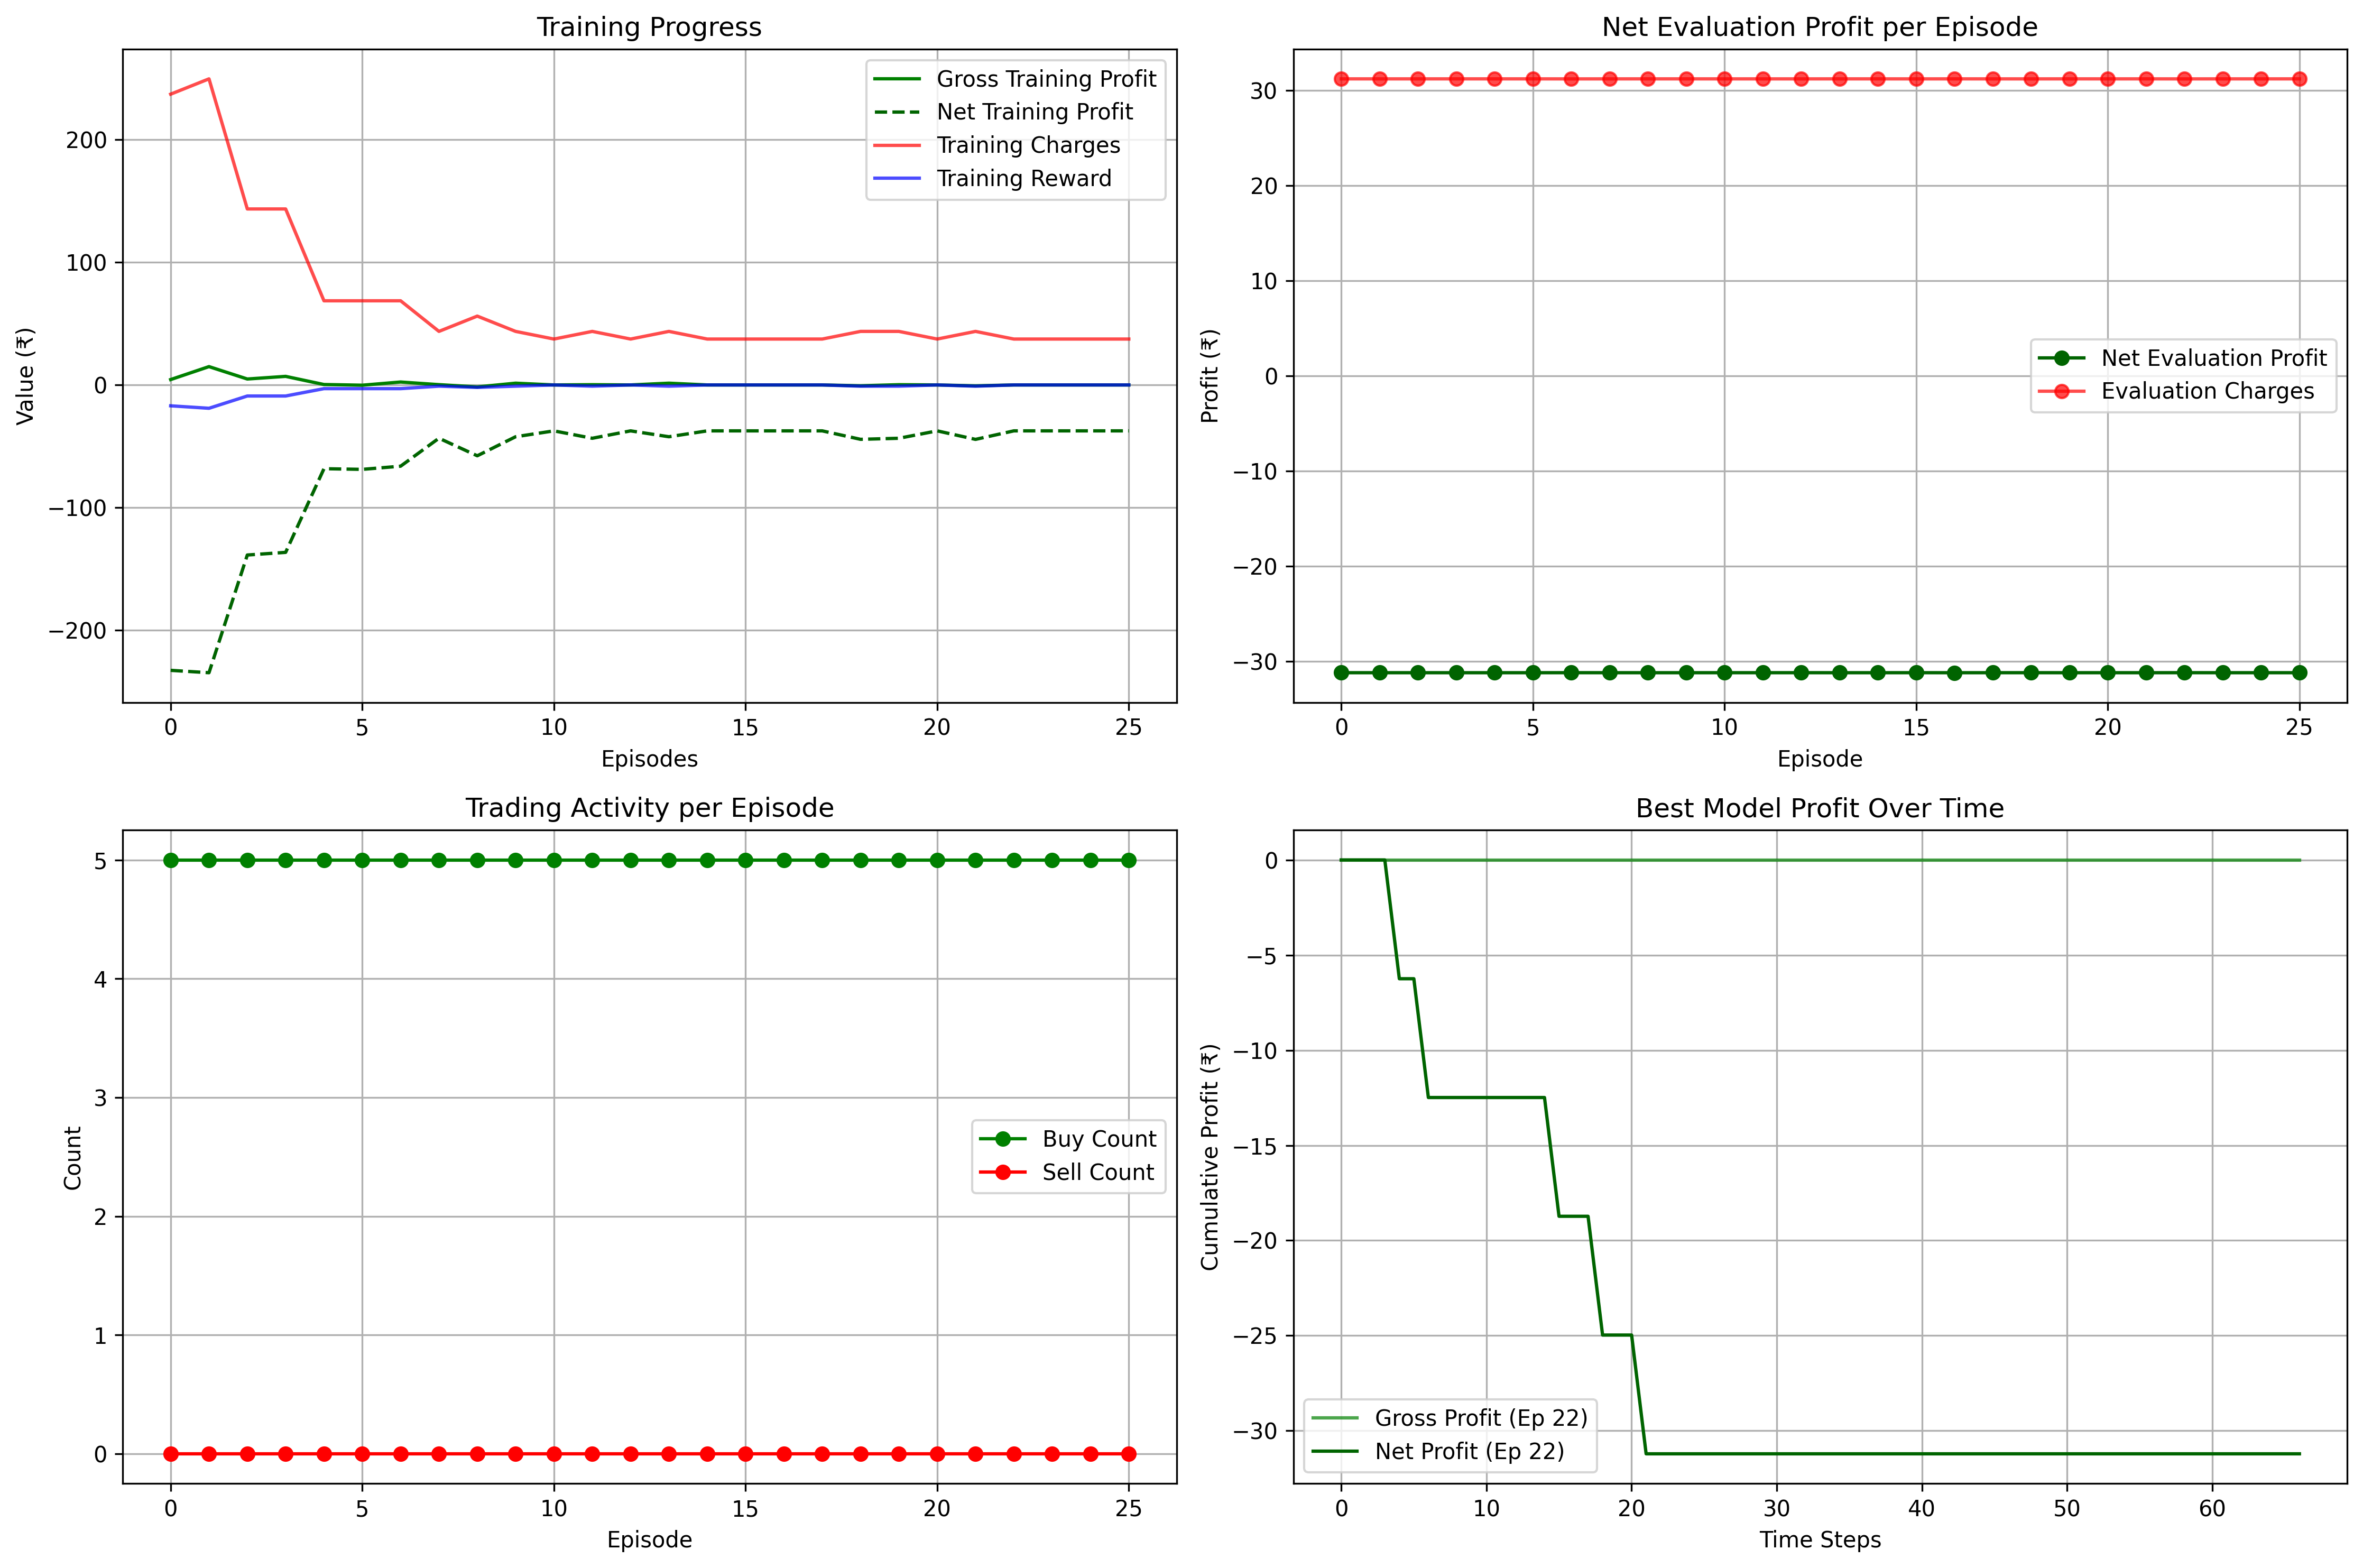 Training Progress
Value (₹)
200
100
0
−100
−200
Gross Training Profit
Net Training Profit
Training Charges
Training Reward
0 5 10 15 20 25
Episodes
Net Evaluation Profit per Episode
Profit (₹)
30
20
10
0
−10
−20
−30
Net Evaluation Profit
Evaluation Charges
0 5 10 15 20 25
Episode
Trading Activity per Episode
Count
5
4
3
2
1
0
Buy Count
Sell Count
0 5 10 15 20 25
Episode
Best Model Profit Over Time
Cumulative Profit (₹)
0
−5
−10
−15
−20
−25
−30
Gross Profit (Ep 22)
Net Profit (Ep 22)
0 10 20 30 40 50 60
Time Steps